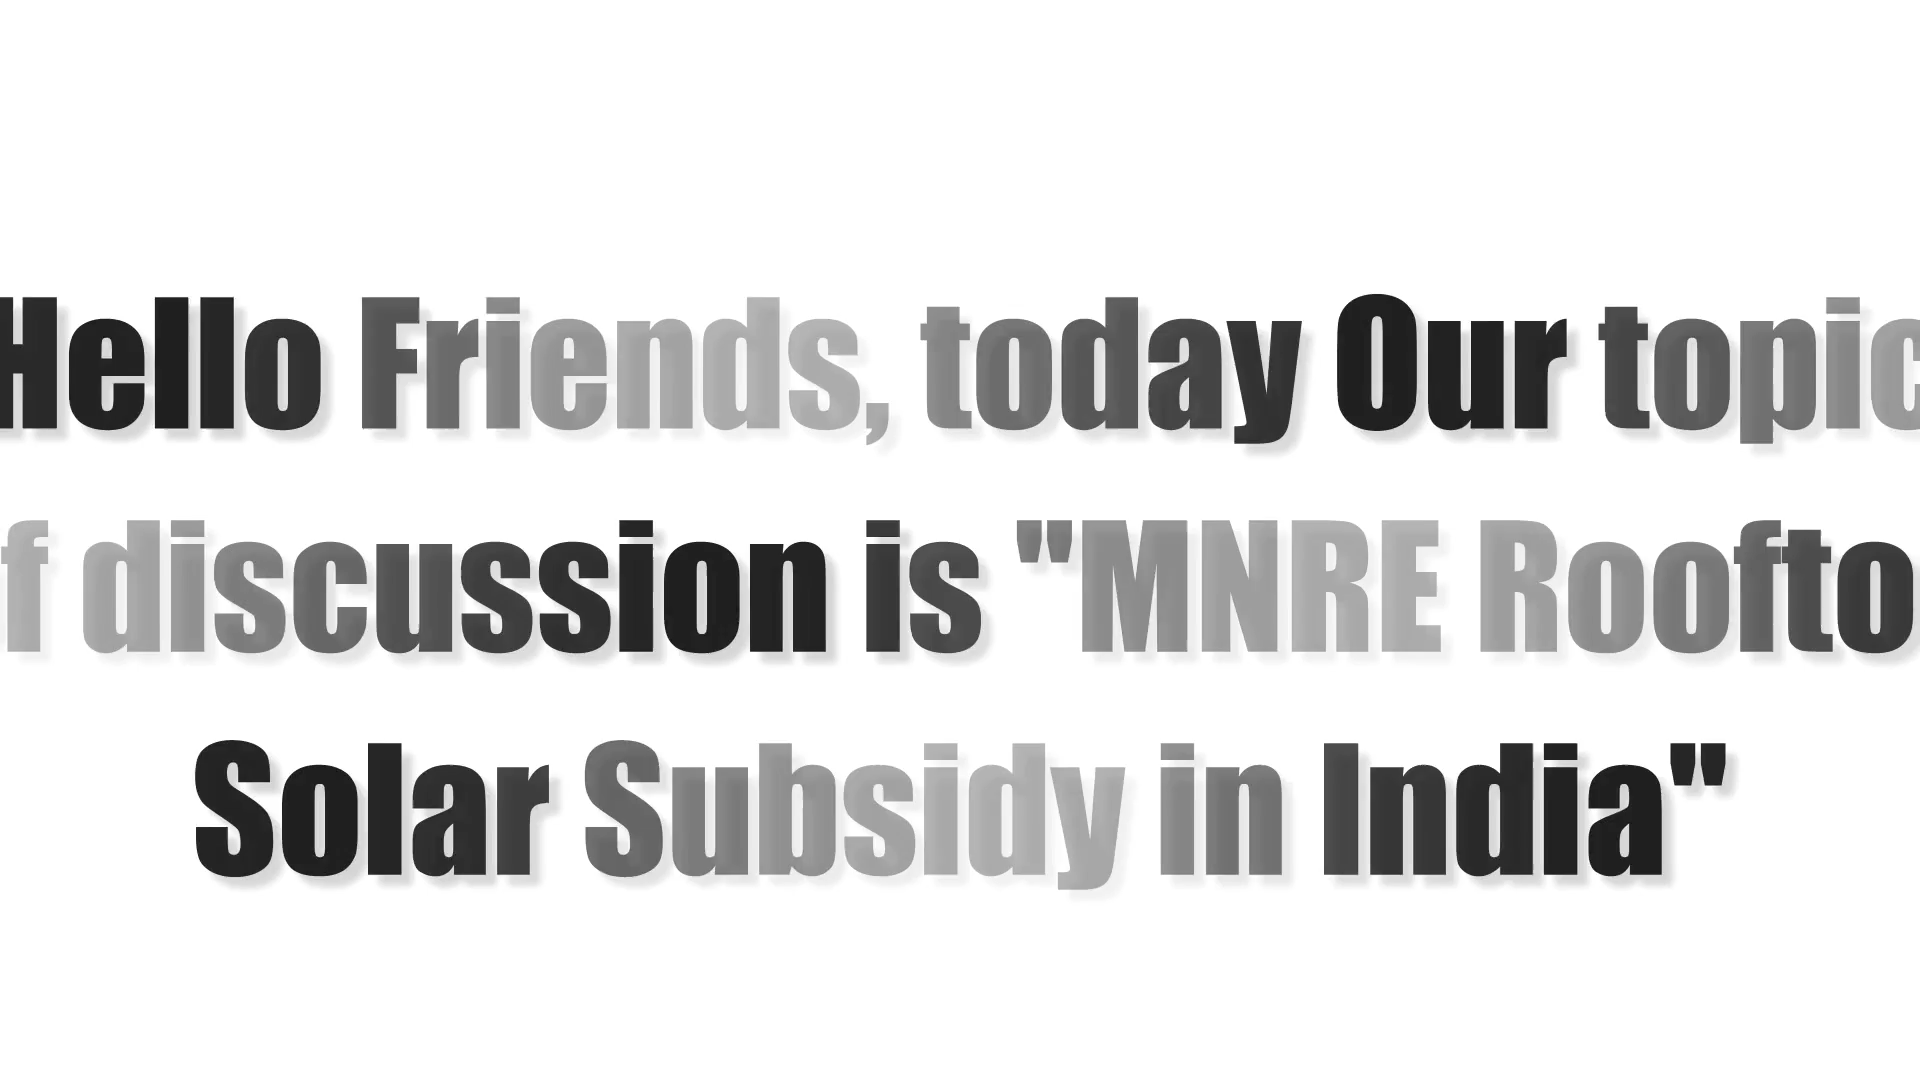 Hello Friends, today Our topic
f discussion is "MNRE Roofto
Solar Subsidy in India"